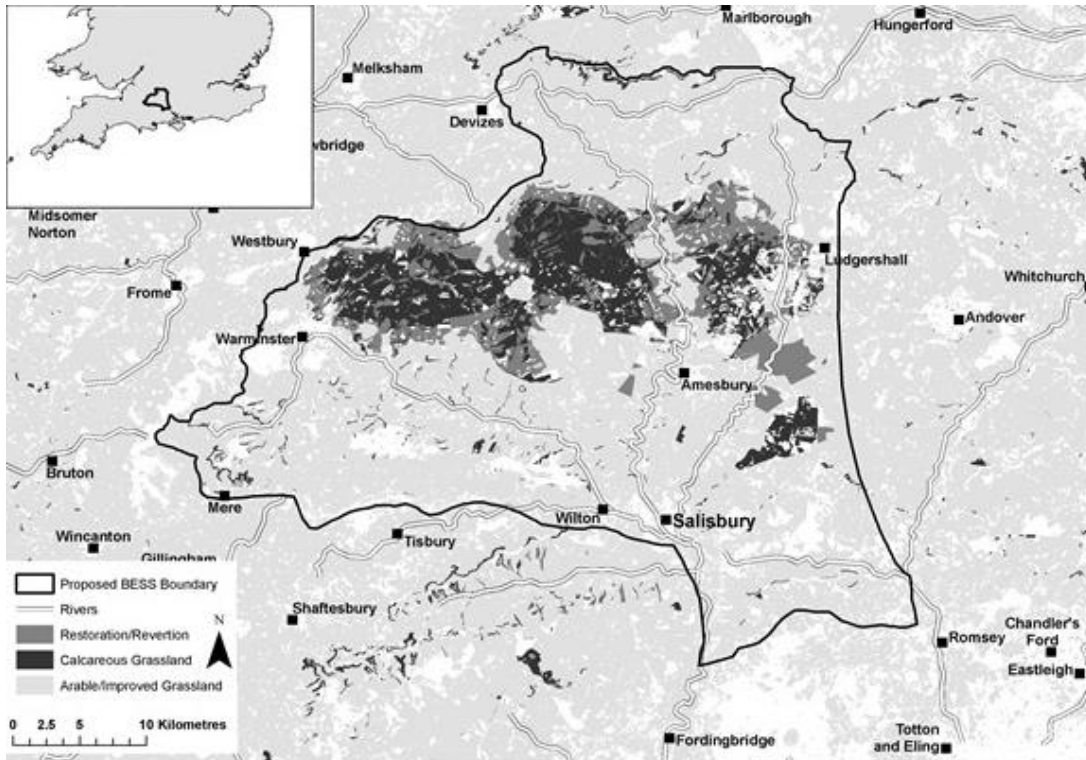 Marlborough
Hungerford
Melksham
Devizes
wbridge
Midsomer
Norton
Westbury
Ludgershall
Whitchurch
Frome
Andover
Warminster
Amesbury
Bruton
Mere
Wilton
Salisbury
Wincanton
Tisbury
Gillingham
Shaftesbury
Chandler's
Ford
Romsey
Eastleigh
Totton
and Eling
Fordingbridge
Proposed BESS Boundary
Rivers
Restoration/Revertion
N
Calcareous Grassland
Arable/Improved Grassland
0 2.5 5 10 Kilometres